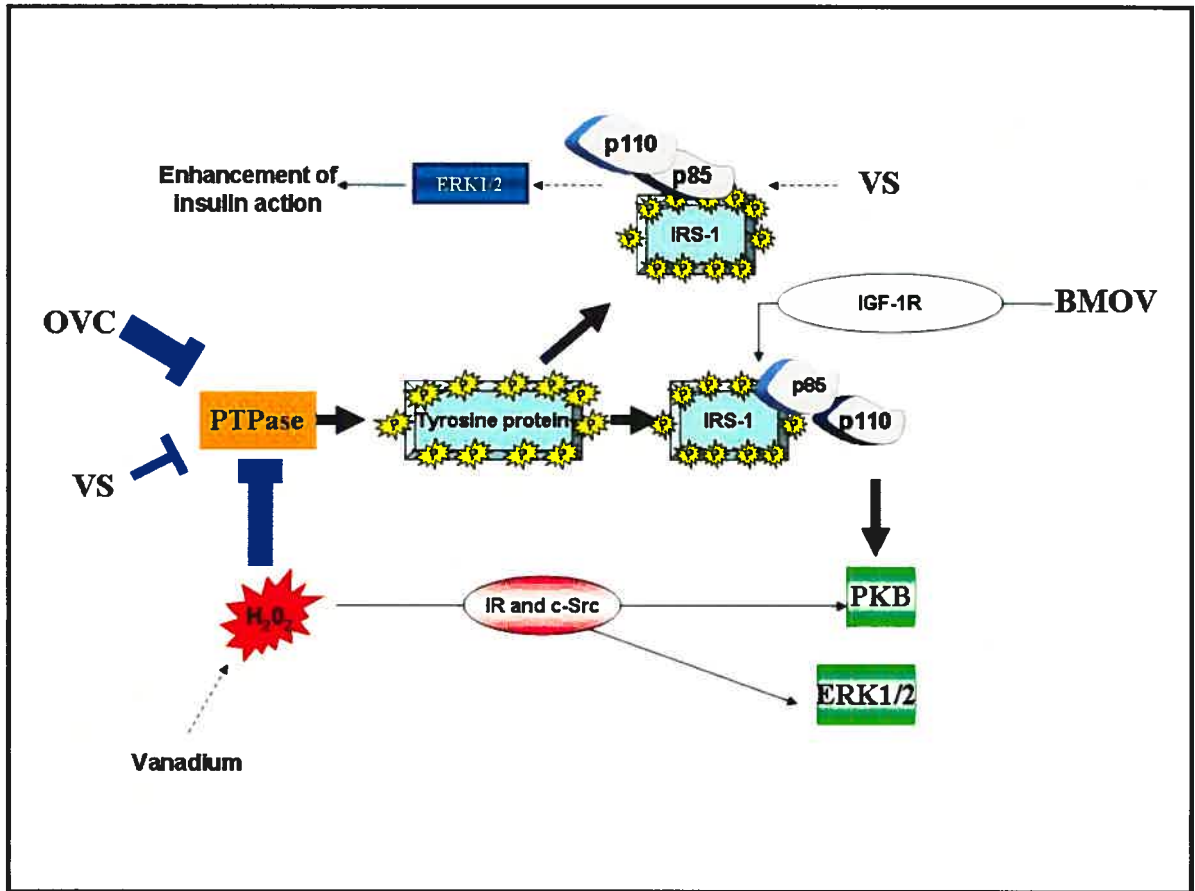 p110
p85
Enhancement of
insulin action
ERK1/2
VS
IRS-1
P P P P P P P P P P P
IGF-1R
BMOV
OVC
PTPase
Tyrosine protein
P P P P P P P P P P P
IRS-1
p85
p110
P P P P P P P P P P
VS
H₂O₂
IR and c-Src
PKB
ERK1/2
Vanadium